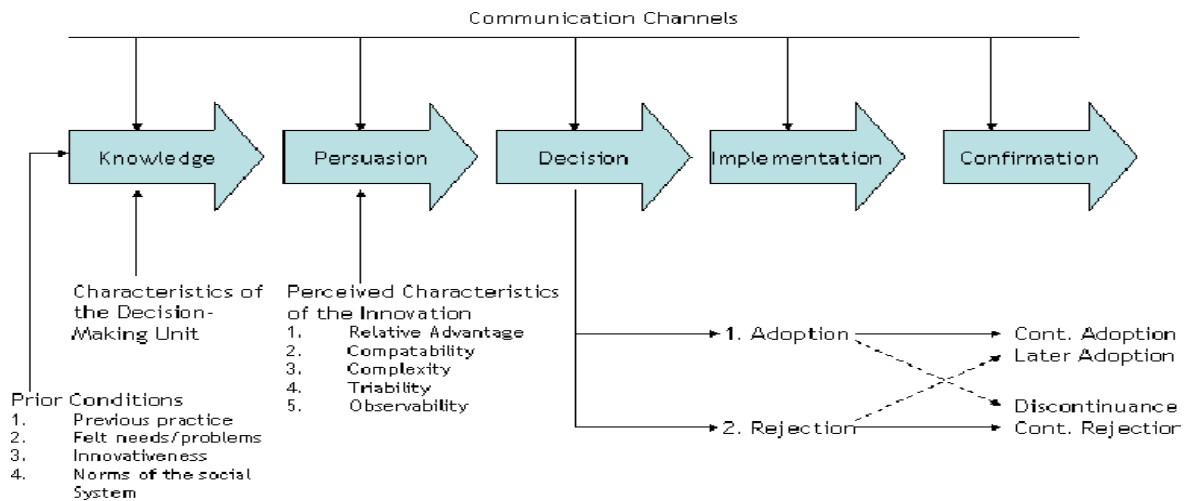 Communication Channels
Knowledge
Persuasion
Decision
Implementation
Confirmation
Characteristics of
the Decision-
Making Unit
Perceived Characteristics
of the Innovation
1. Relative Advantage
2. Compatability
3. Complexity
4. Triability
5. Observability
1. Adoption
2. Rejection
Cont. Adoption
Later Adoption
Discontinuance
Cont. Rejection
Prior Conditions
1. Previous practice
2. Felt needs/problems
3. Innovativeness
4. Norms of the social
System